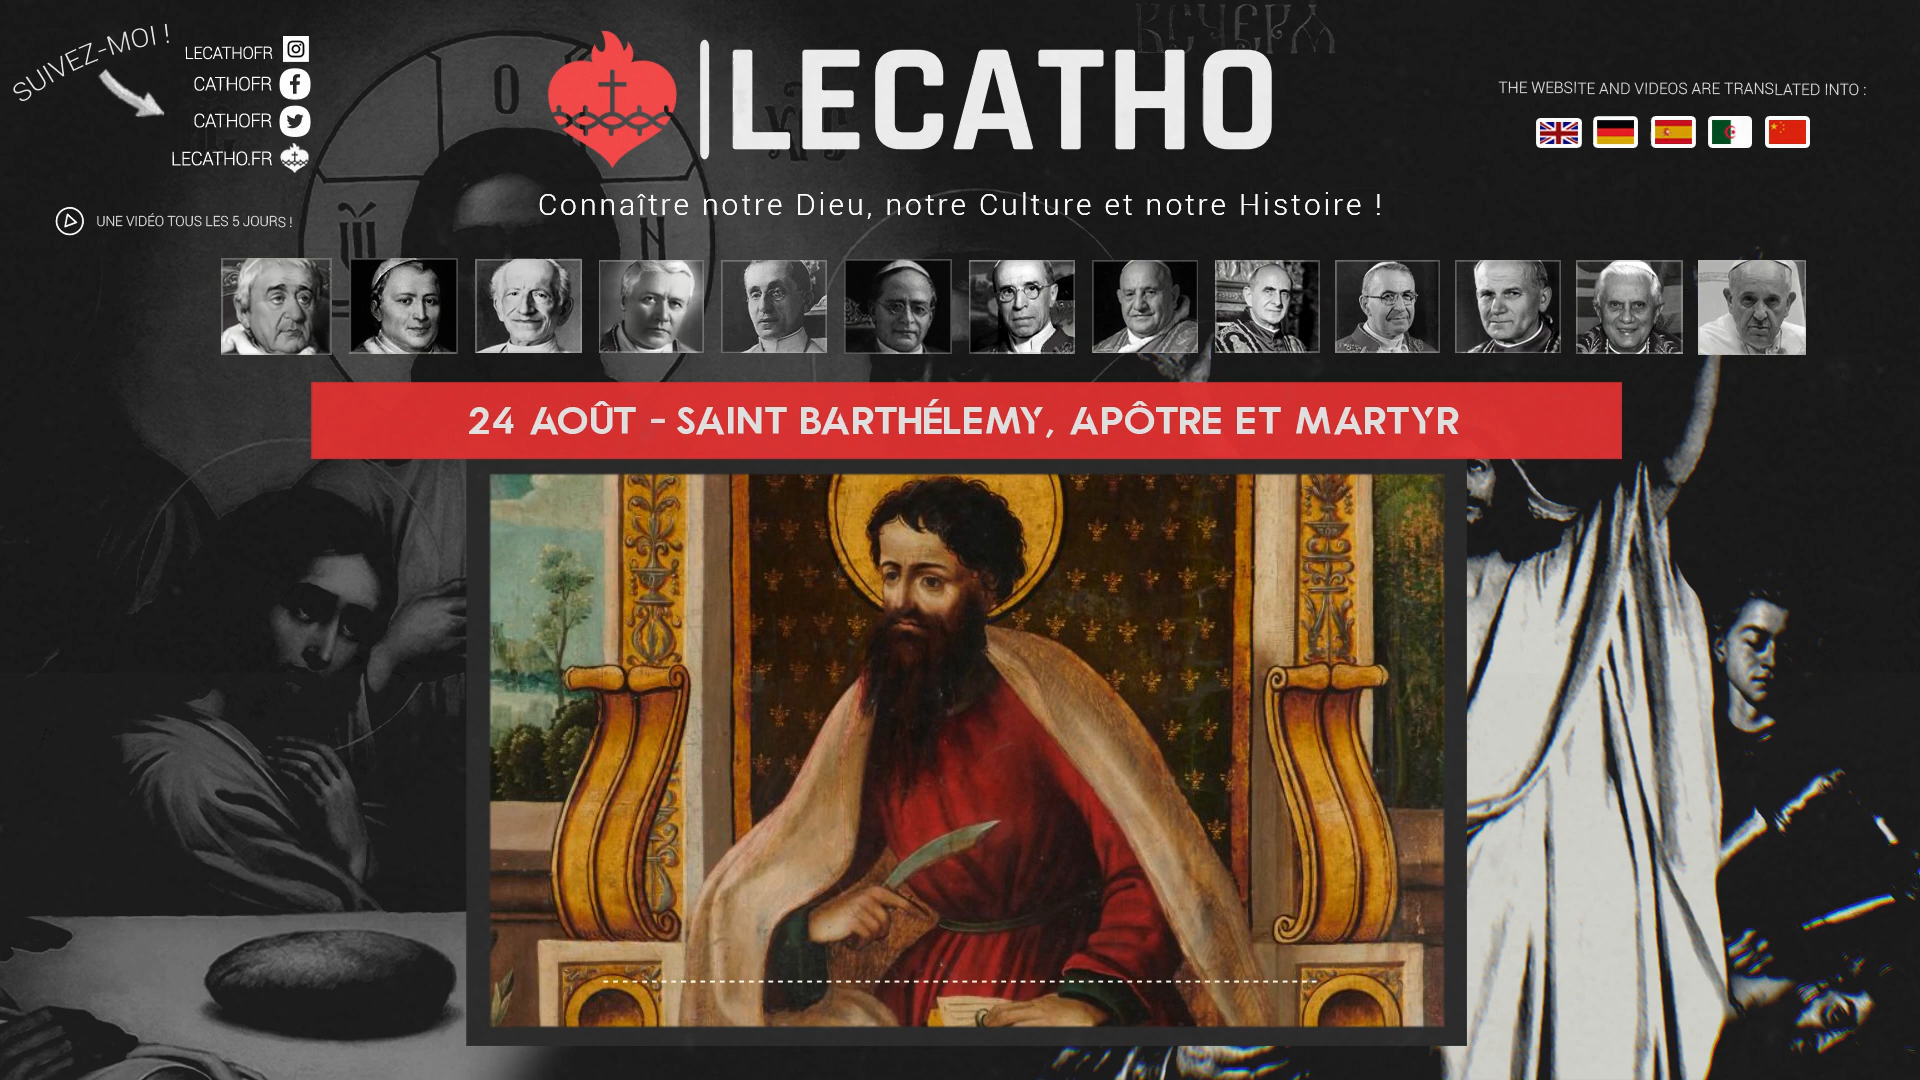 SUIVEZ-MOI !
LECATHOFR
CATHOFR
CATHOFR
LECATHO.FR
UNE VIDÉO TOUS LES 5 JOURS !
LECATHO
Connaître notre Dieu, notre Culture et notre Histoire !
THE WEBSITE AND VIDEOS ARE TRANSLATED INTO :
24 AOÛT - SAINT BARTHÉLEMY, APÔTRE ET MARTYR